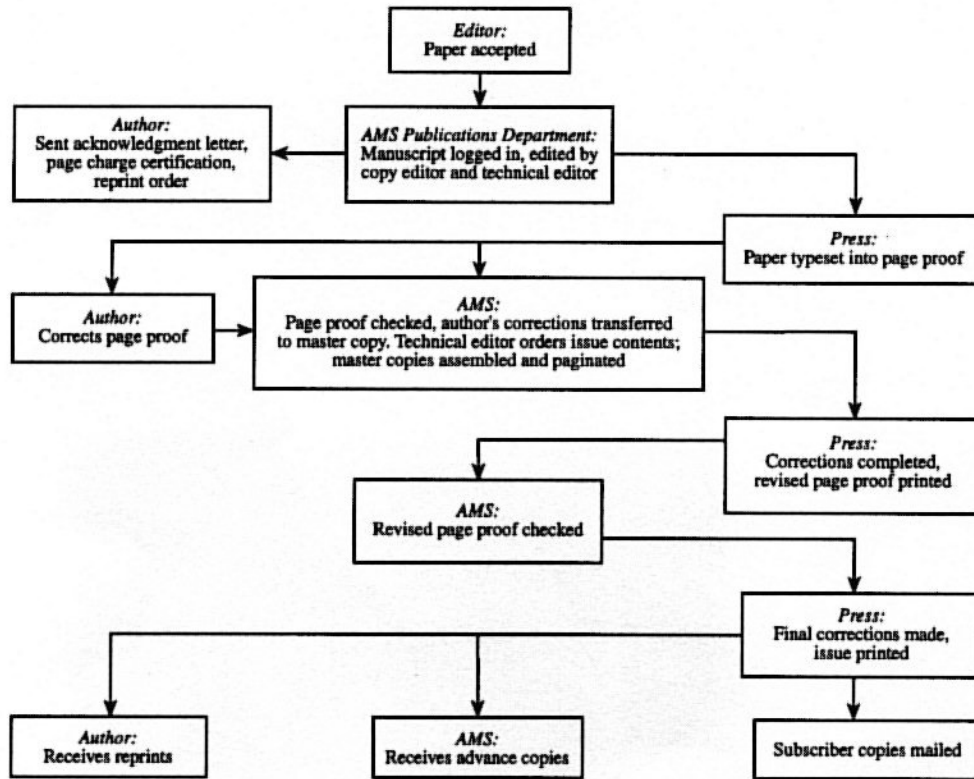 Editor:
Paper accepted
Author:
Sent acknowledgment letter,
page charge certification,
reprint order
AMS Publications Department:
Manuscript logged in, edited by
copy editor and technical editor
Press:
Paper typeset into page proof
Author:
Corrects page proof
AMS:
Page proof checked, author's corrections transferred
to master copy. Technical editor orders issue contents;
master copies assembled and paginated
Press:
Corrections completed,
revised page proof printed
AMS:
Revised page proof checked
Press:
Final corrections made,
issue printed
Author:
Receives reprints
AMS:
Receives advance copies
Subscriber copies mailed